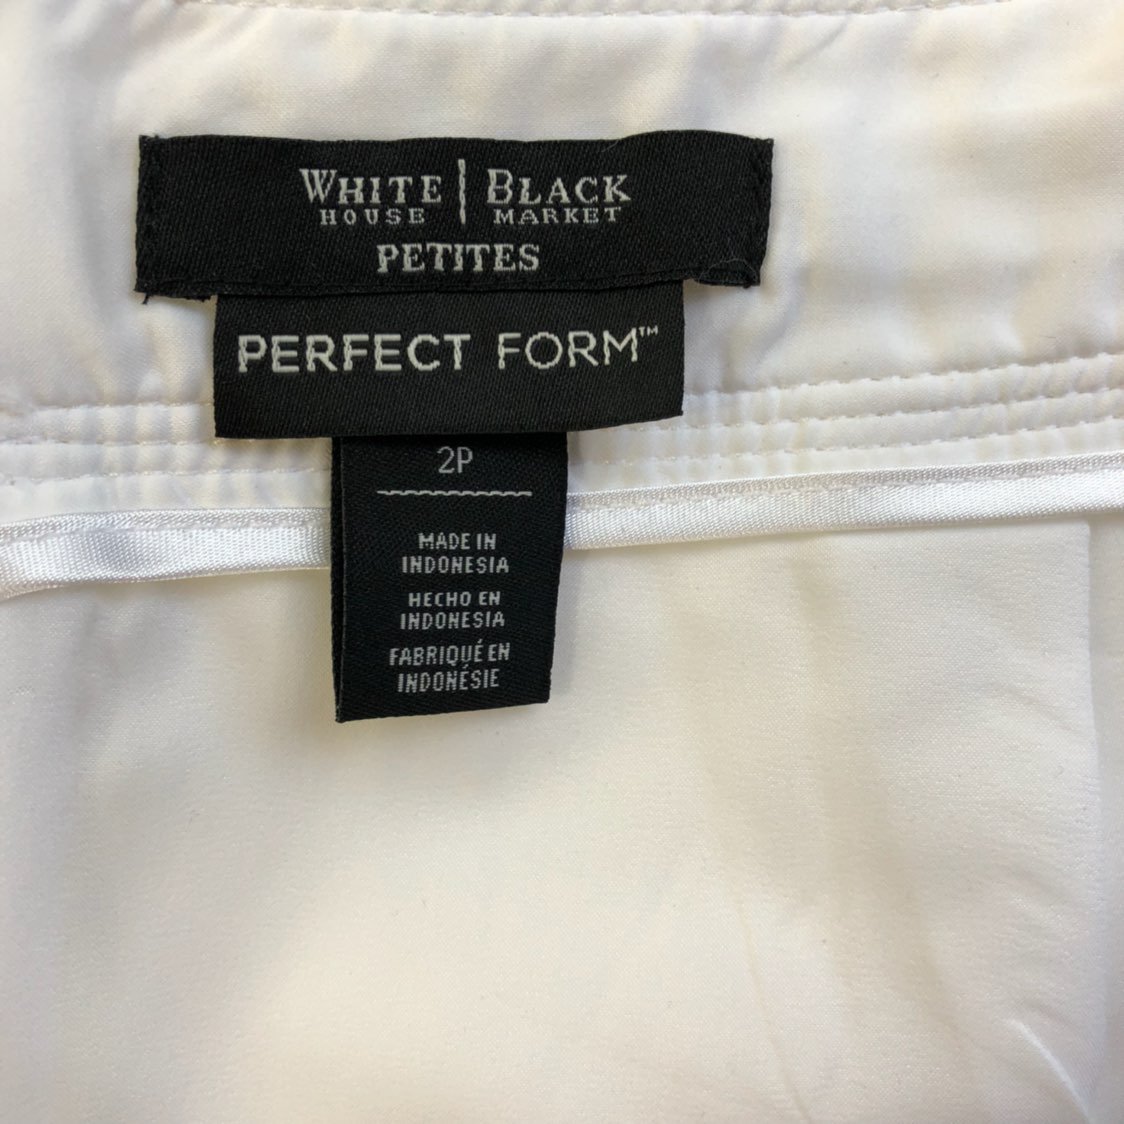 WHITE | BLACK
HOUSE MARKET
PETITES
PERFECT FORM™
2P
MADE IN
INDONESIA
HECHO EN
INDONESIA
FABRIQUÉ EN
INDONÉSIE